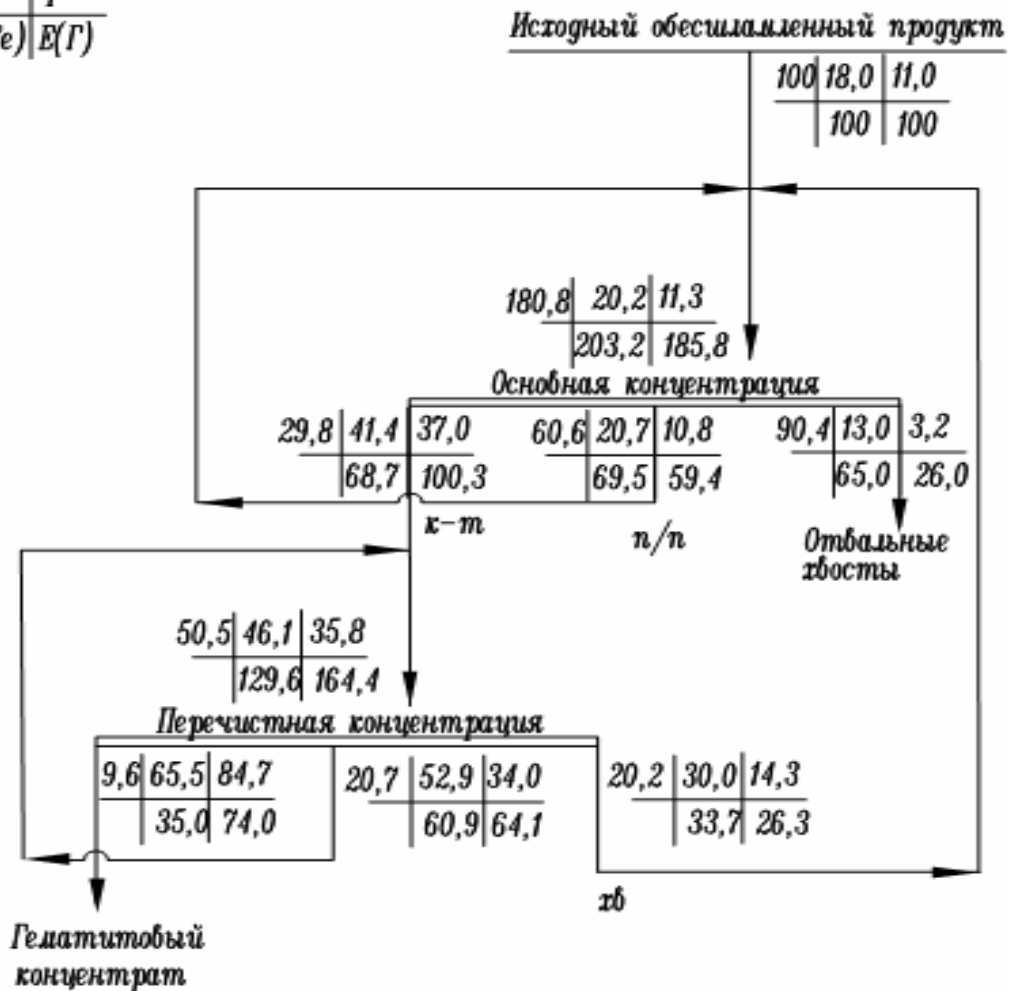 е) Е(Г)
Исходный обесшламленный продукт
100 18,0 11,0
100 100
180,8 20,2 11,3
203,2 185,8
Основная концентрация
29,8 41,4 37,0 60,6 20,7 10,8 90,4 13,0 3,2
68,7 100,3 69,5 59,4 65,0 26,0
к-т
п/п
Отвальные
хвосты
50,5 46,1 35,8
129,6 164,4
Перечистная концентрация
9,6 65,5 84,7 20,7 52,9 34,0 20,2 30,0 14,3
35,0 74,0 60,9 64,1 33,7 26,3
хв
Гематитовый
концентрат